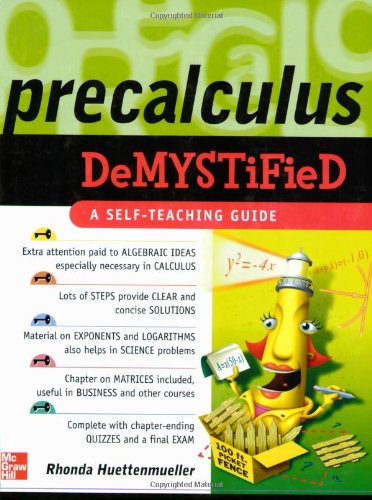 precalculus
DeMYSTiFieD
A SELF-TEACHING GUIDE
Extra attention paid to ALGEBRAIC IDEAS
especially necessary in CALCULUS
Lots of STEPS provide CLEAR and
concise SOLUTIONS
Material on EXPONENTS and LOGARITHMS
also helps in SCIENCE problems
Chapter on MATRICES included,
useful in BUSINESS and other courses
Complete with chapter-ending
QUIZZES and a final EXAM
y²=-4x
A=x(50-x)
100 ft.
PICKET
FENCE
Mc
Graw
Hill
Rhonda Huettenmueller